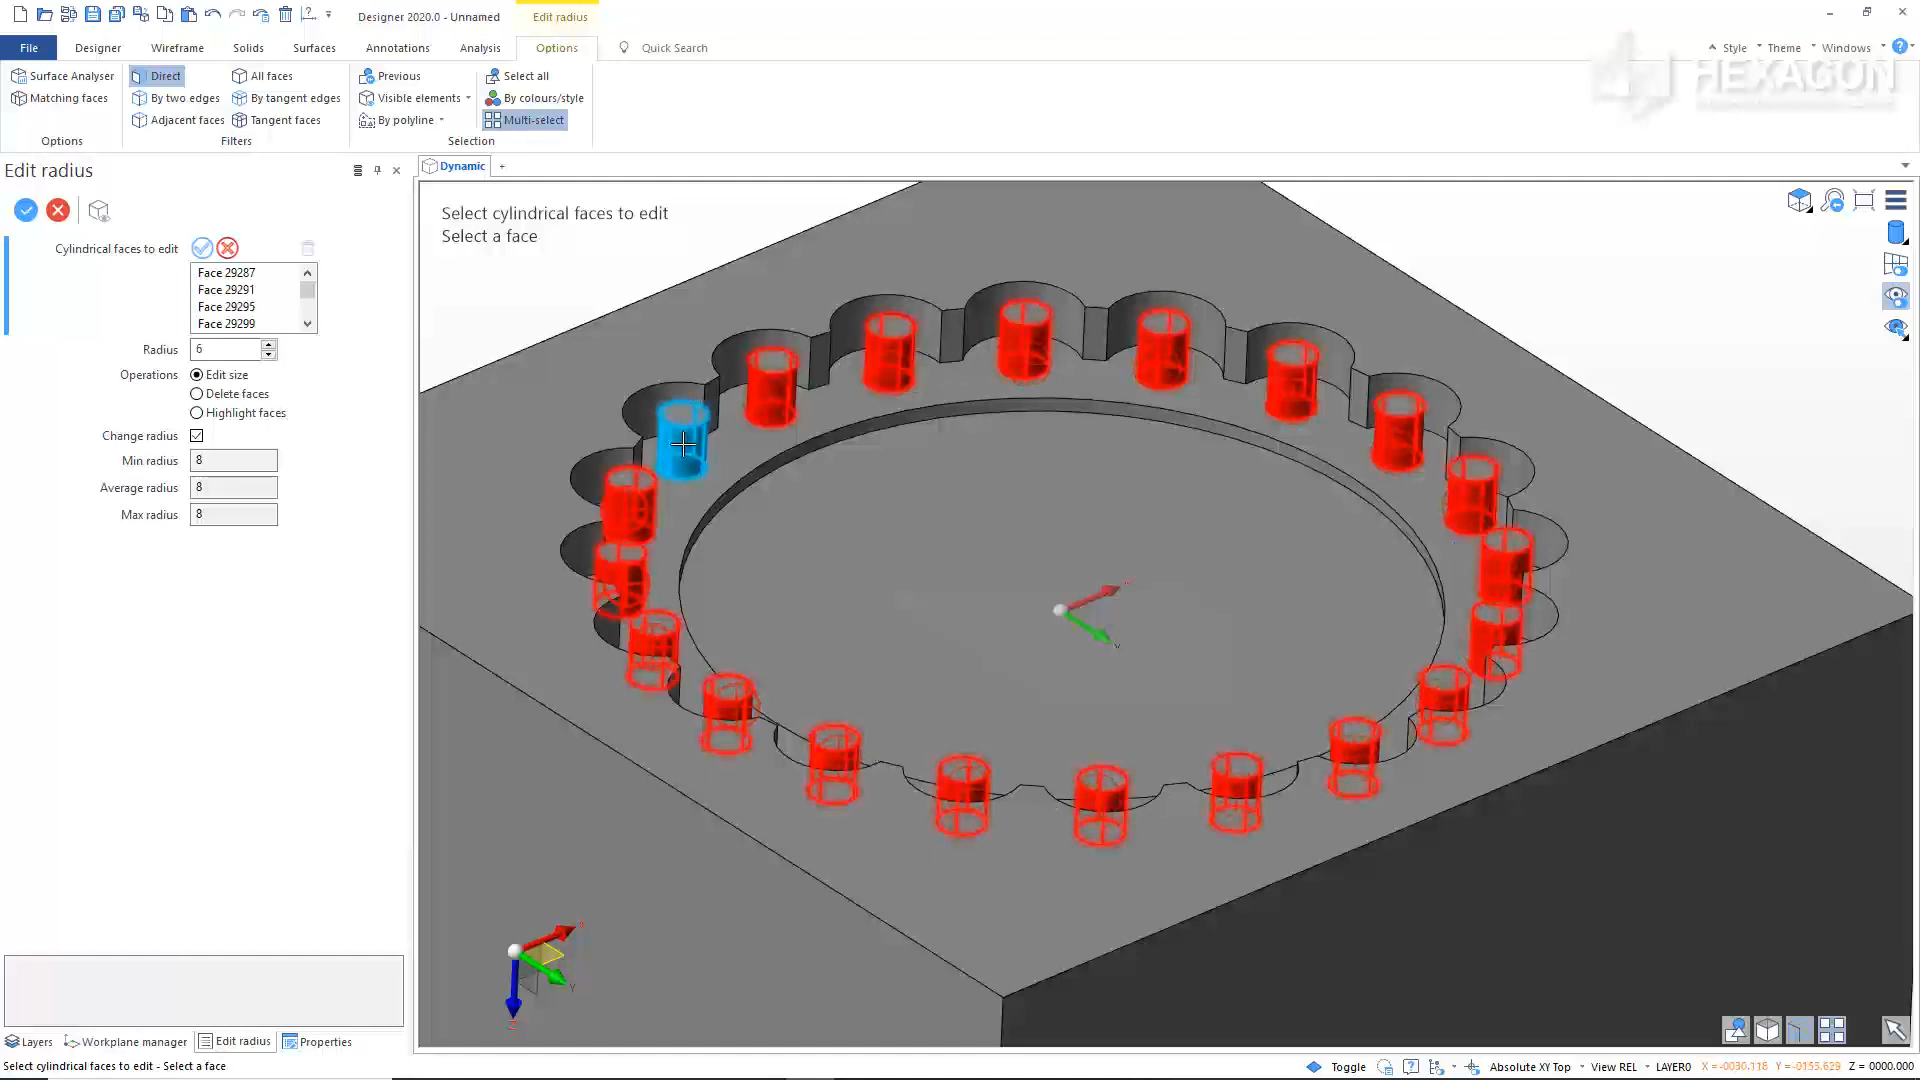 Designer 2020.0 - Unnamed
Edit radius
File
Designer
Wireframe
Solids
Surfaces
Annotations
Analysis
Options
Quick Search
Style
Theme
Windows
HEXAGON
Surface Analyser
Matching faces
Options
Direct
By two edges
Adjacent faces
All faces
By tangent edges
Tangent faces
Filters
Previous
Visible elements
By polyline
Select all
By colours/style
Multi-select
Selection
Edit radius
Dynamic
+
Cylindrical faces to edit
Face 29287
Face 29291
Face 29295
Face 29299
Radius 6
Operations Edit size
Delete faces
Highlight faces
Change radius
Min radius 8
Average radius 8
Max radius 8
Select cylindrical faces to edit
Select a face
Y
Z
Layers
Workplane manager
Edit radius
Properties
Select cylindrical faces to edit - Select a face
Toggle
Absolute XY Top
View REL
LAYER0
X = -0030.118
Y = -0155.629
Z = 0000.000